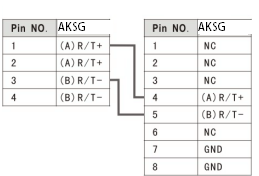 Pin NO. AKSG
1 (A)R/T+
2 (A)R/T+
3 (B)R/T-
4 (B)R/T-
Pin NO. AKSG
1 NC
2 NC
3 NC
4 (A)R/T+
5 (B)R/T-
6 NC
7 GND
8 GND